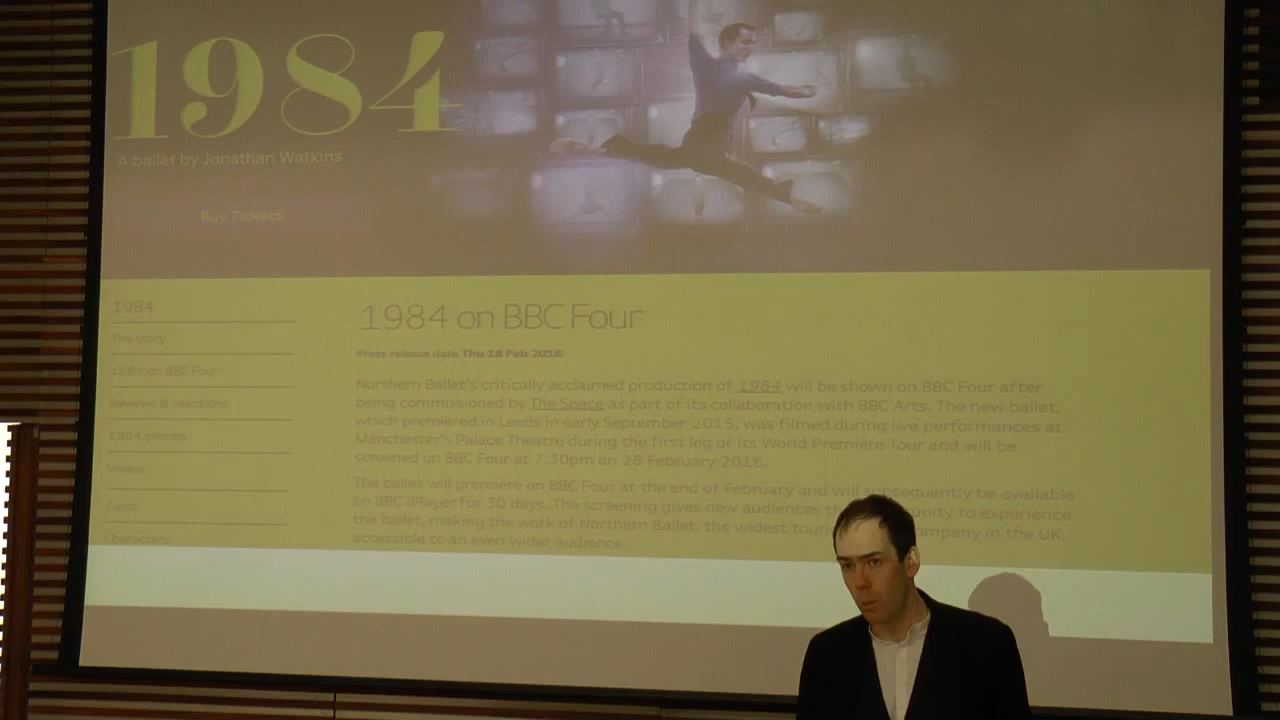 1984
A ballet by Jonathan Watkins
Buy Tickets
1984
The story
1984 on BBC Four
Reviews & reactions
1984 photos
Videos
Cast
Characters
1984 on BBC Four
Press release date Thu 18 Feb 2016
Northern Ballet's critically acclaimed production of 1984 will be shown on BBC Four after
being commissioned by The Space as part of its collaboration with BBC Arts. The new ballet,
which premièred in Leeds in early September 2015, was filmed during live performances at
Manchester's Palace Theatre during the first leg of its World Première Tour and will be
screened on BBC Four at 7.30pm on 28 February 2016.
The ballet will première on BBC Four at the end of February and will subsequently be available
on BBC iPlayer for 30 days. The screening gives new audiences to experience
the ballet, making the work of Northern Ballet, the widest in the UK,
accessible to an even wider audience.